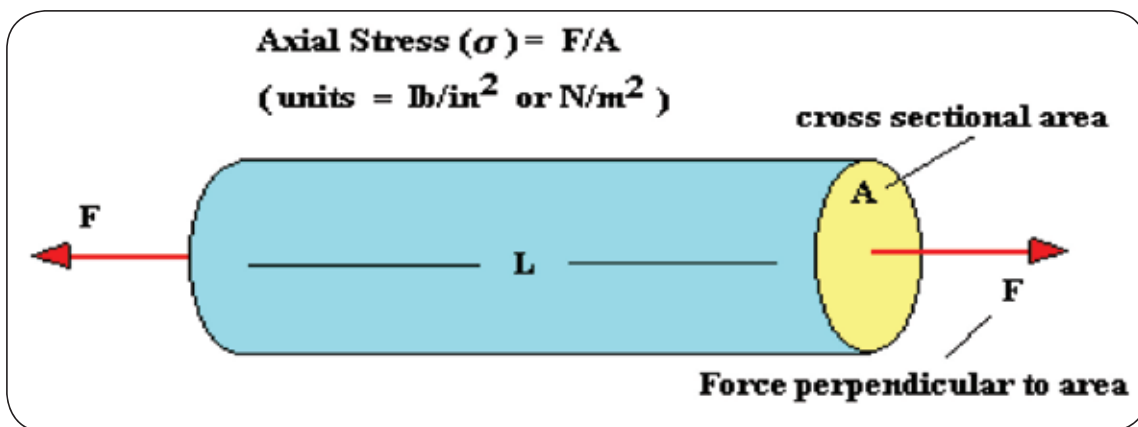 Axial Stress (σ) = F/A
( units = lb/in² or N/m² )
cross sectional area
A
F
L
F
Force perpendicular to area